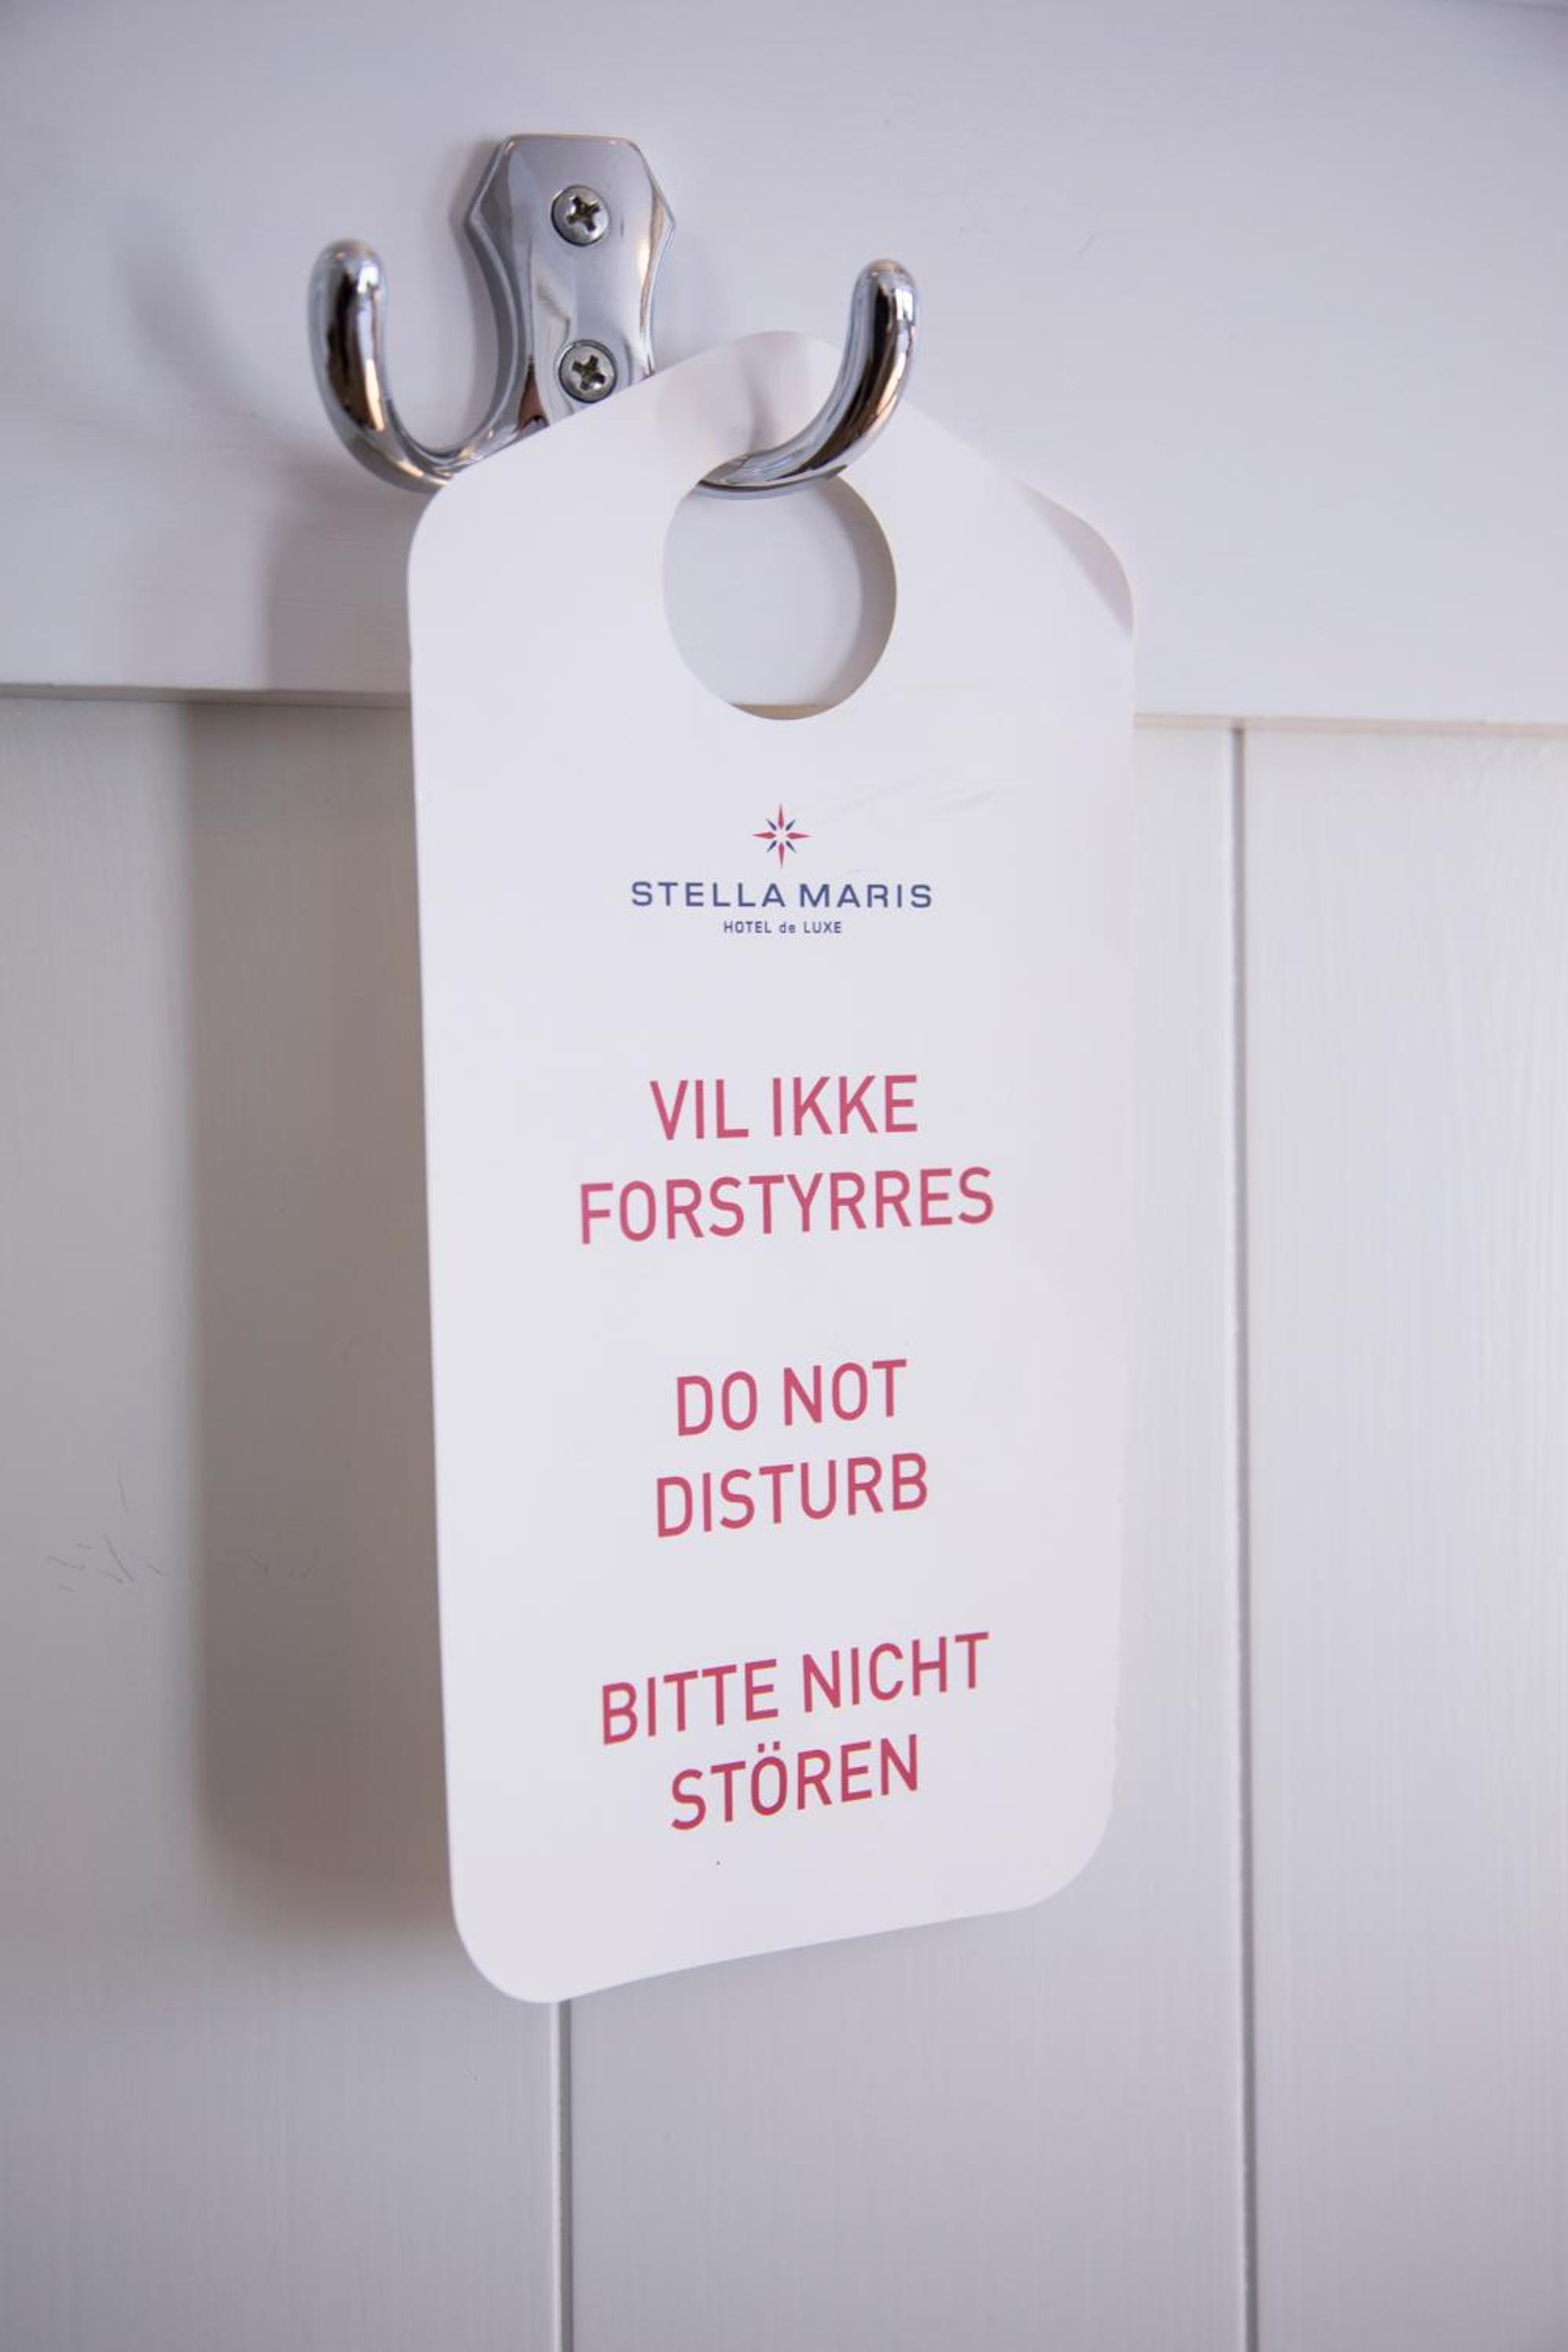 STELLA MARIS
HOTEL de LUXE
VIL IKKE
FORSTYRRES
DO NOT
DISTURB
BITTE NICHT
STÖREN